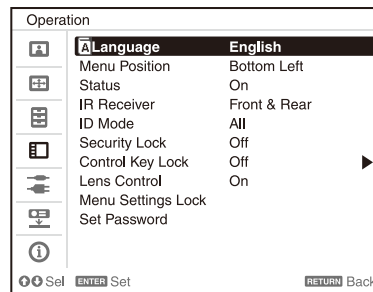 Operation
A Language English
Menu Position Bottom Left
Status On
IR Receiver Front & Rear
ID Mode All
Security Lock Off
Control Key Lock Off
Lens Control On
Menu Settings Lock
Set Password
Sel ENTER Set RETURN Back